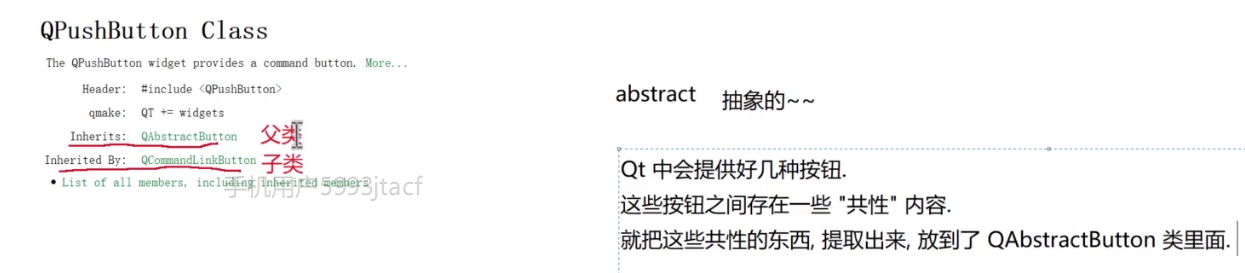 QPushButton Class
The QPushButton widget provides a command button. More...
Header: #include <QPushButton>
qmake: QT += widgets
Inherits: QAbstractButton 父类
Inherited By: QCommandLinkButton 子类
• List of all members, including inherited members
手机用户5993jtacf
abstract 抽象的~~
Qt 中会提供好几种按钮.
这些按钮之间存在一些 "共性" 内容.
就把这些共性的东西, 提取出来, 放到了 QAbstractButton 类里面.